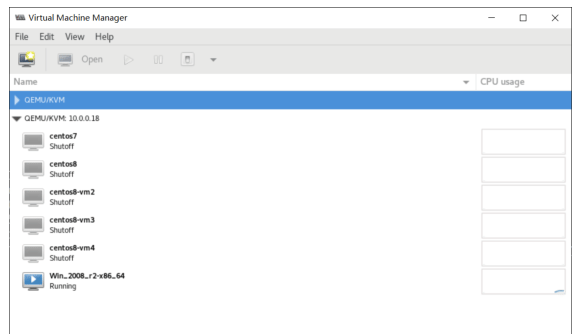 Virtual Machine Manager
File Edit View Help
Open
Name CPU usage
QEMU/KVM
QEMU/KVM: 10.0.0.18
centos7
Shutoff
centos8
Shutoff
centos8-vm2
Shutoff
centos8-vm3
Shutoff
centos8-vm4
Shutoff
Win_2008_r2-x86_64
Running